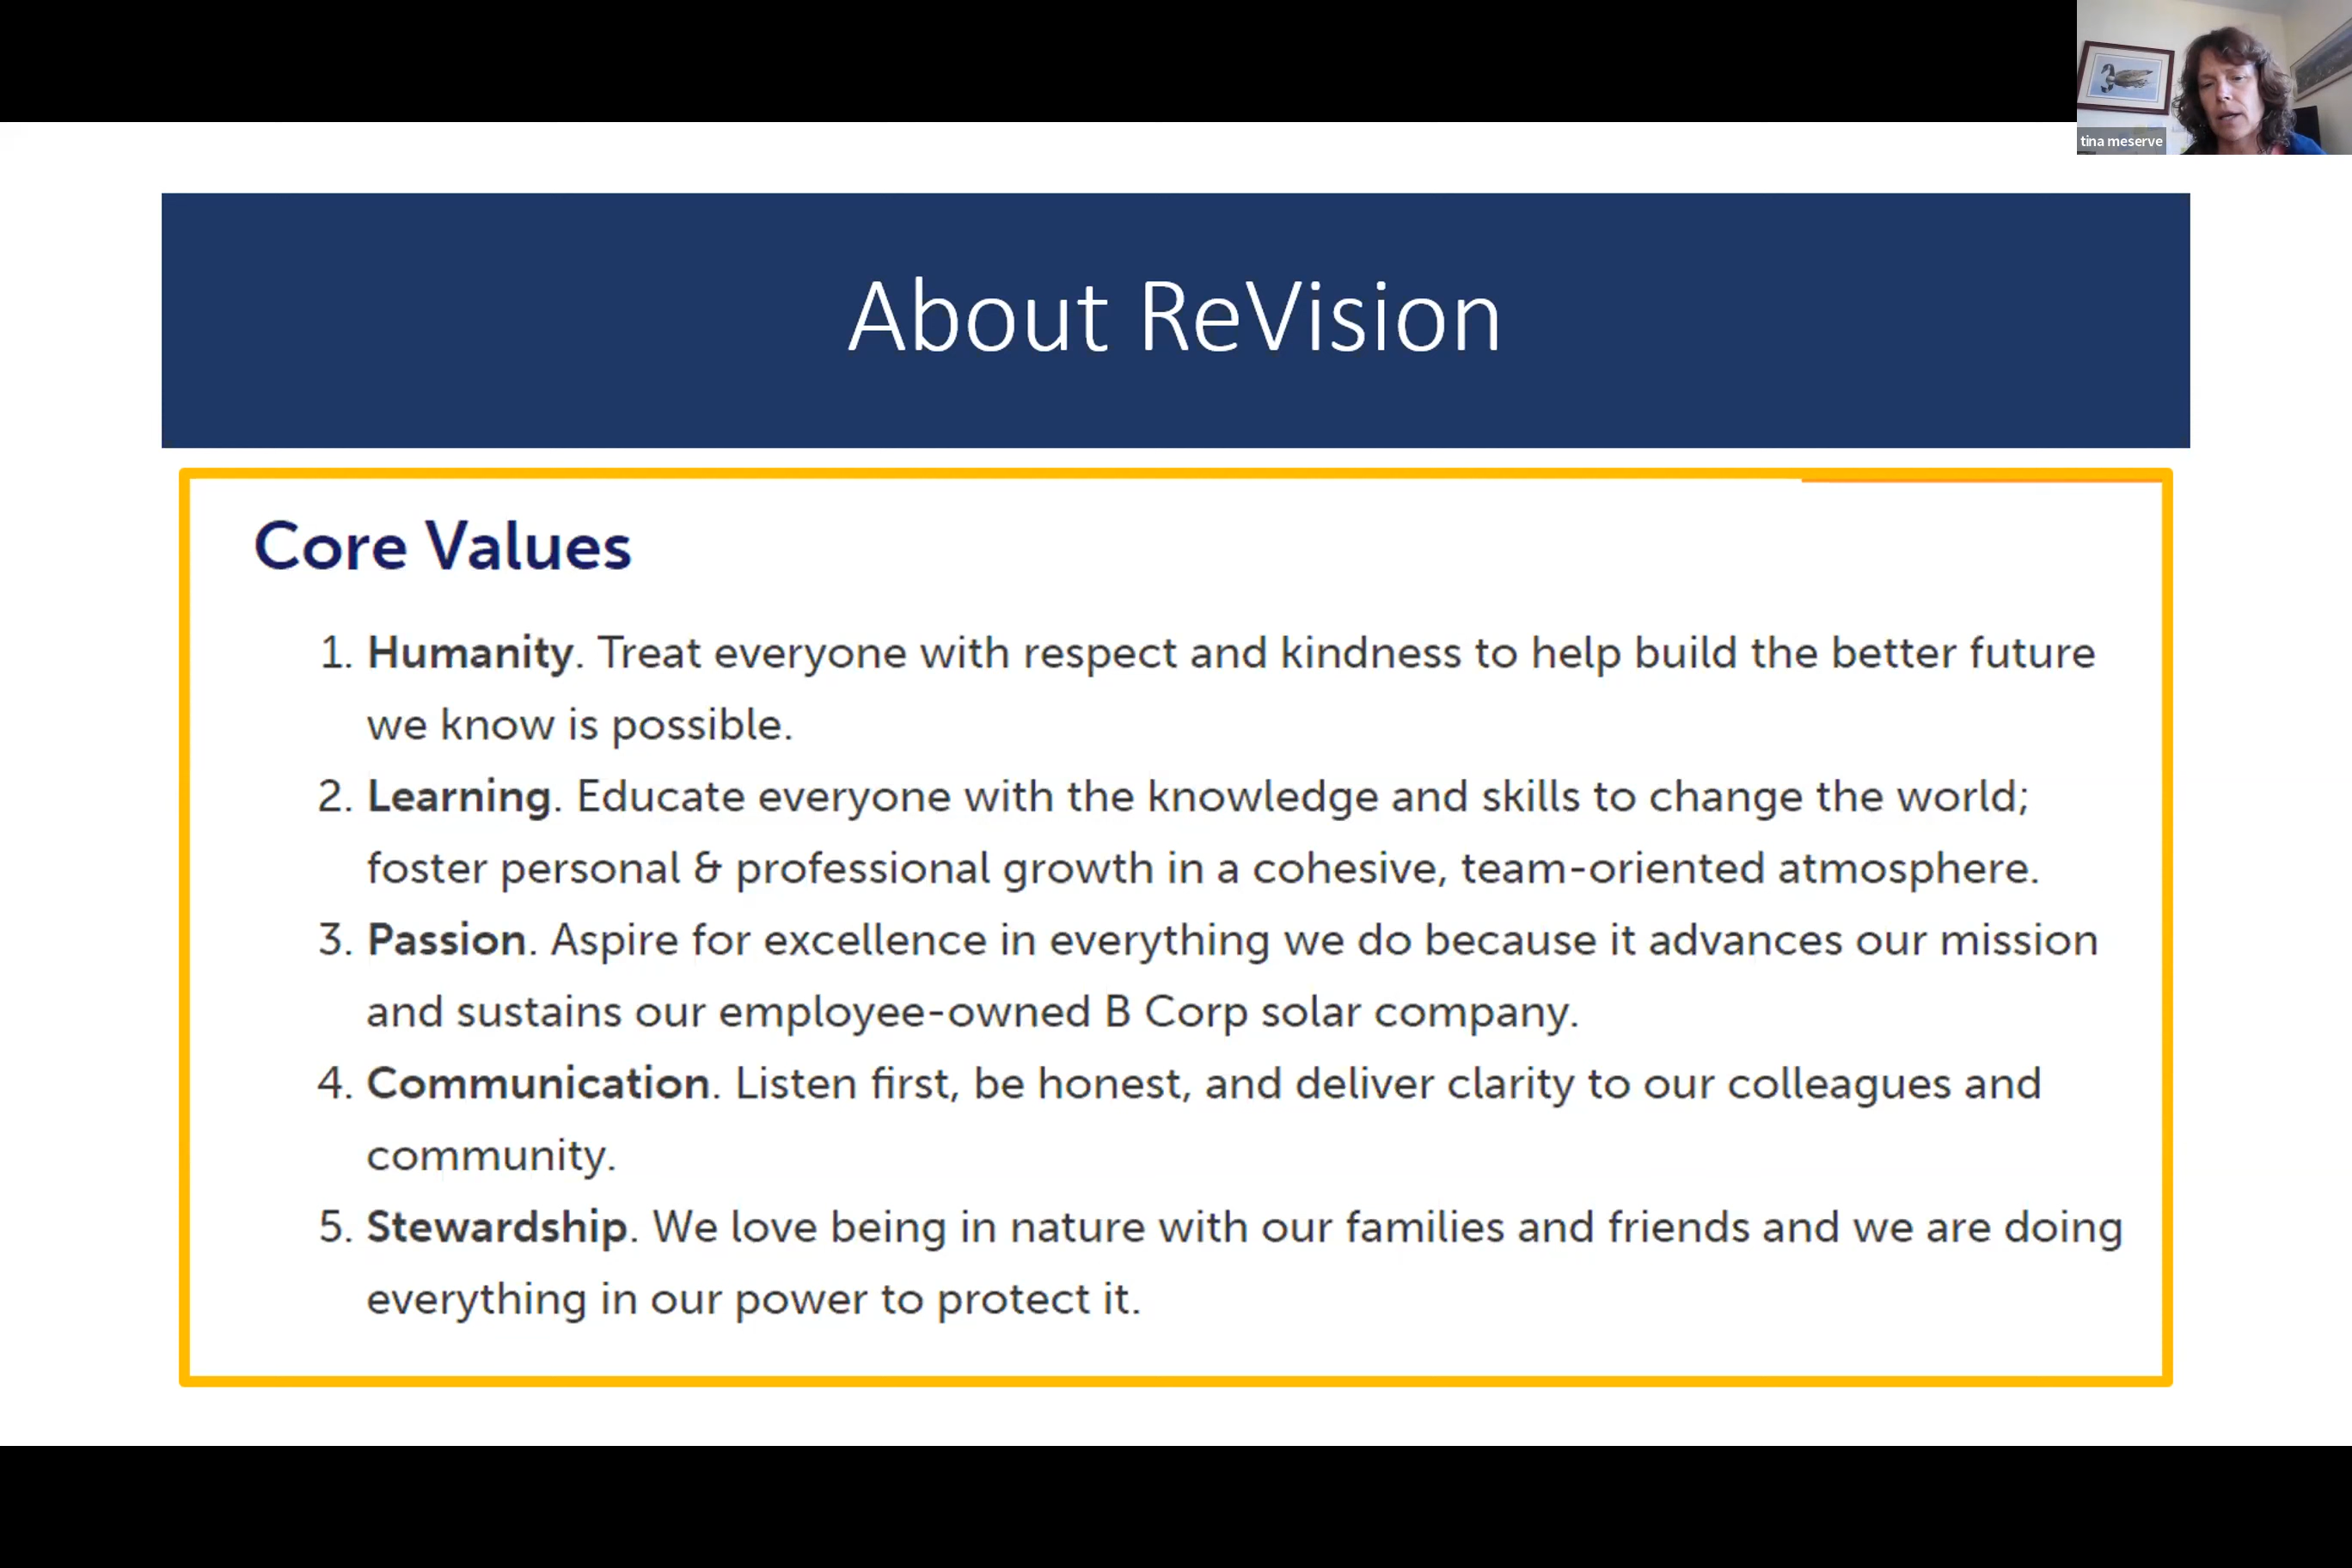 tina meserve
About ReVision
Core Values
1. Humanity. Treat everyone with respect and kindness to help build the better future
we know is possible.
2. Learning. Educate everyone with the knowledge and skills to change the world;
foster personal & professional growth in a cohesive, team-oriented atmosphere.
3. Passion. Aspire for excellence in everything we do because it advances our mission
and sustains our employee-owned B Corp solar company.
4. Communication. Listen first, be honest, and deliver clarity to our colleagues and
community.
5. Stewardship. We love being in nature with our families and friends and we are doing
everything in our power to protect it.